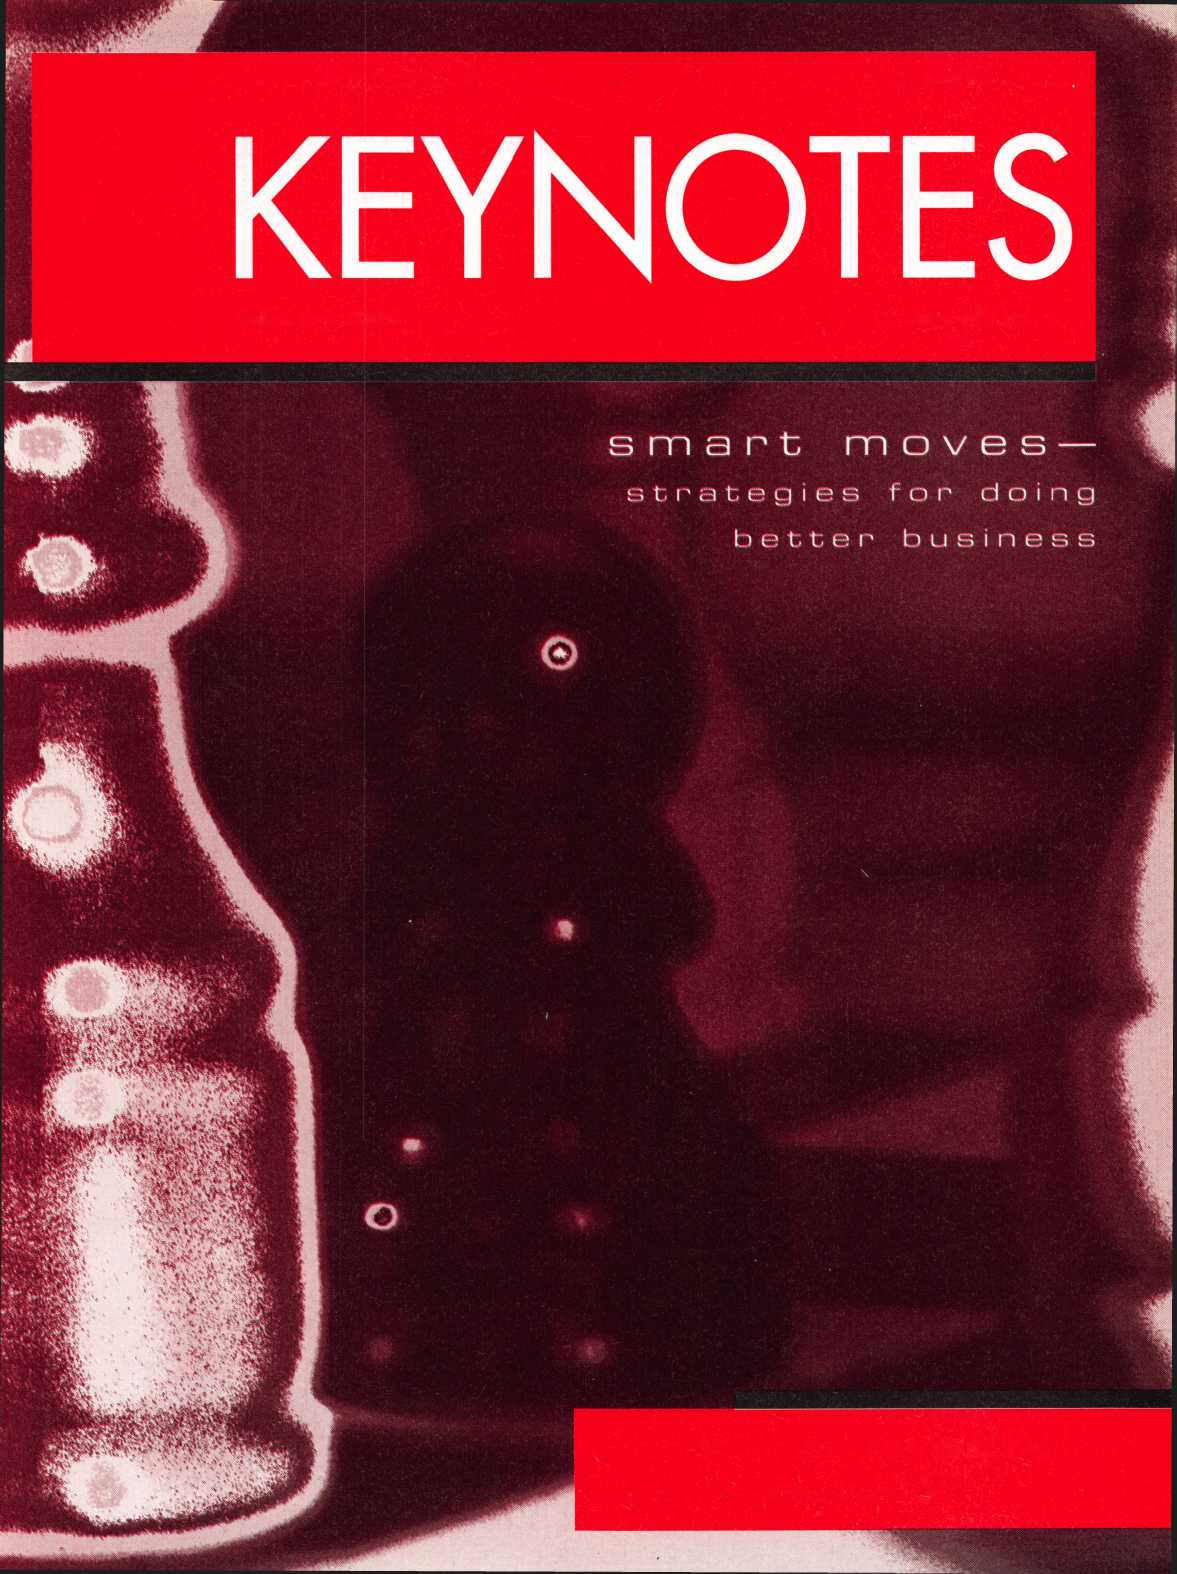 KEYNOTES
smart moves—
strategies for doing
better business